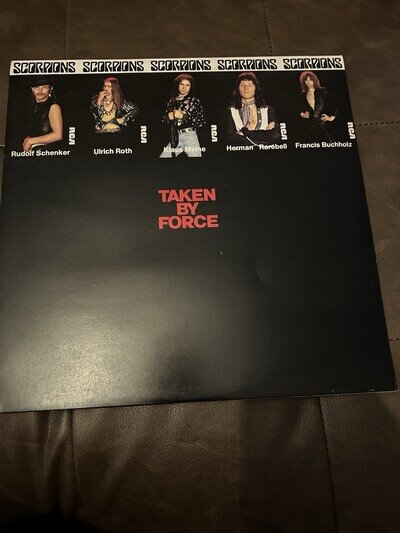 SCORPIONS SCORPIONS SCORPIONS SCORPIONS SCORPIONS
RCA RCA RCA RCA RCA
Rudolf Schenker Ulrich Roth Klaus Meine Herman Rarebell Francis Buchholz
TAKEN
BY
FORCE